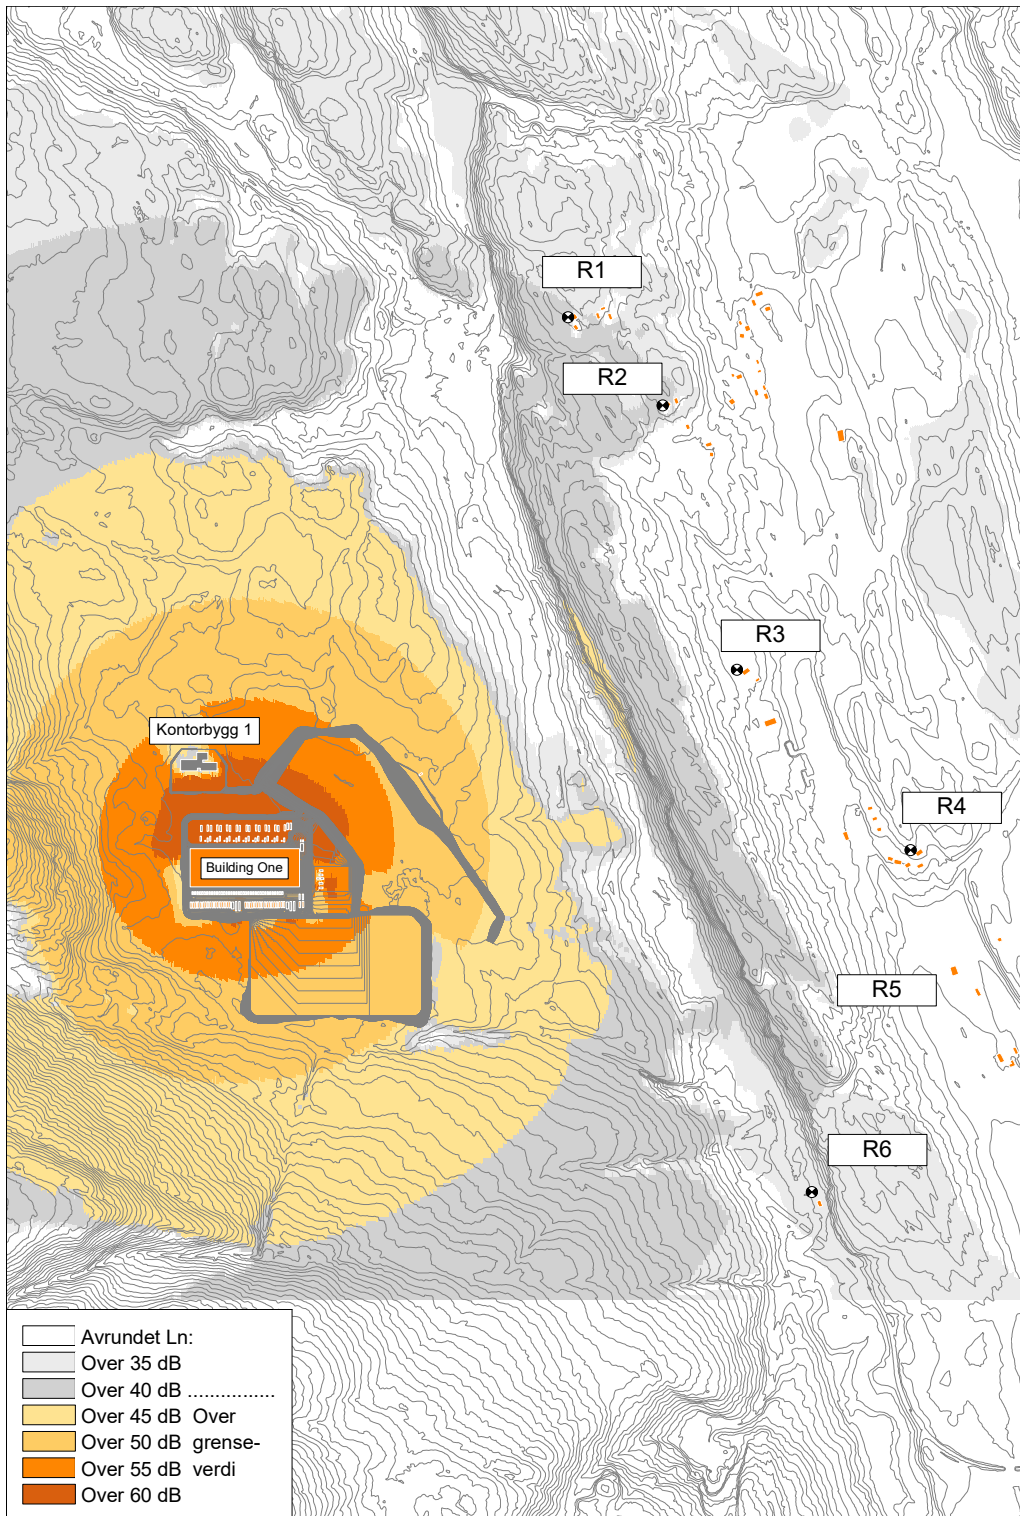 R1
R2
R3
Kontorbygg 1
R4
Building One
R5
R6
Avrundet Ln:
Over 35 dB
Over 40 dB ................
Over 45 dB Over
Over 50 dB grense-
Over 55 dB verdi
Over 60 dB